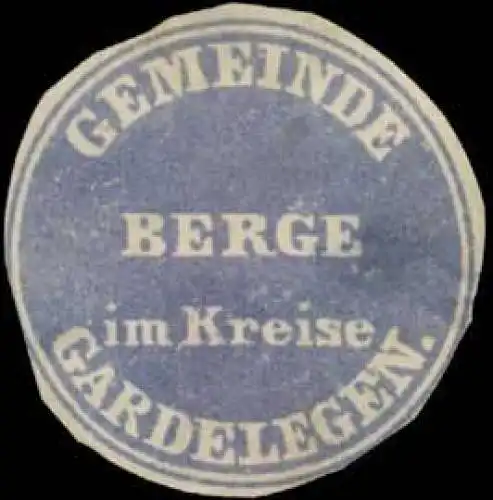 GEMEINDE
BERGE
im Kreise
GARDELEGEN.